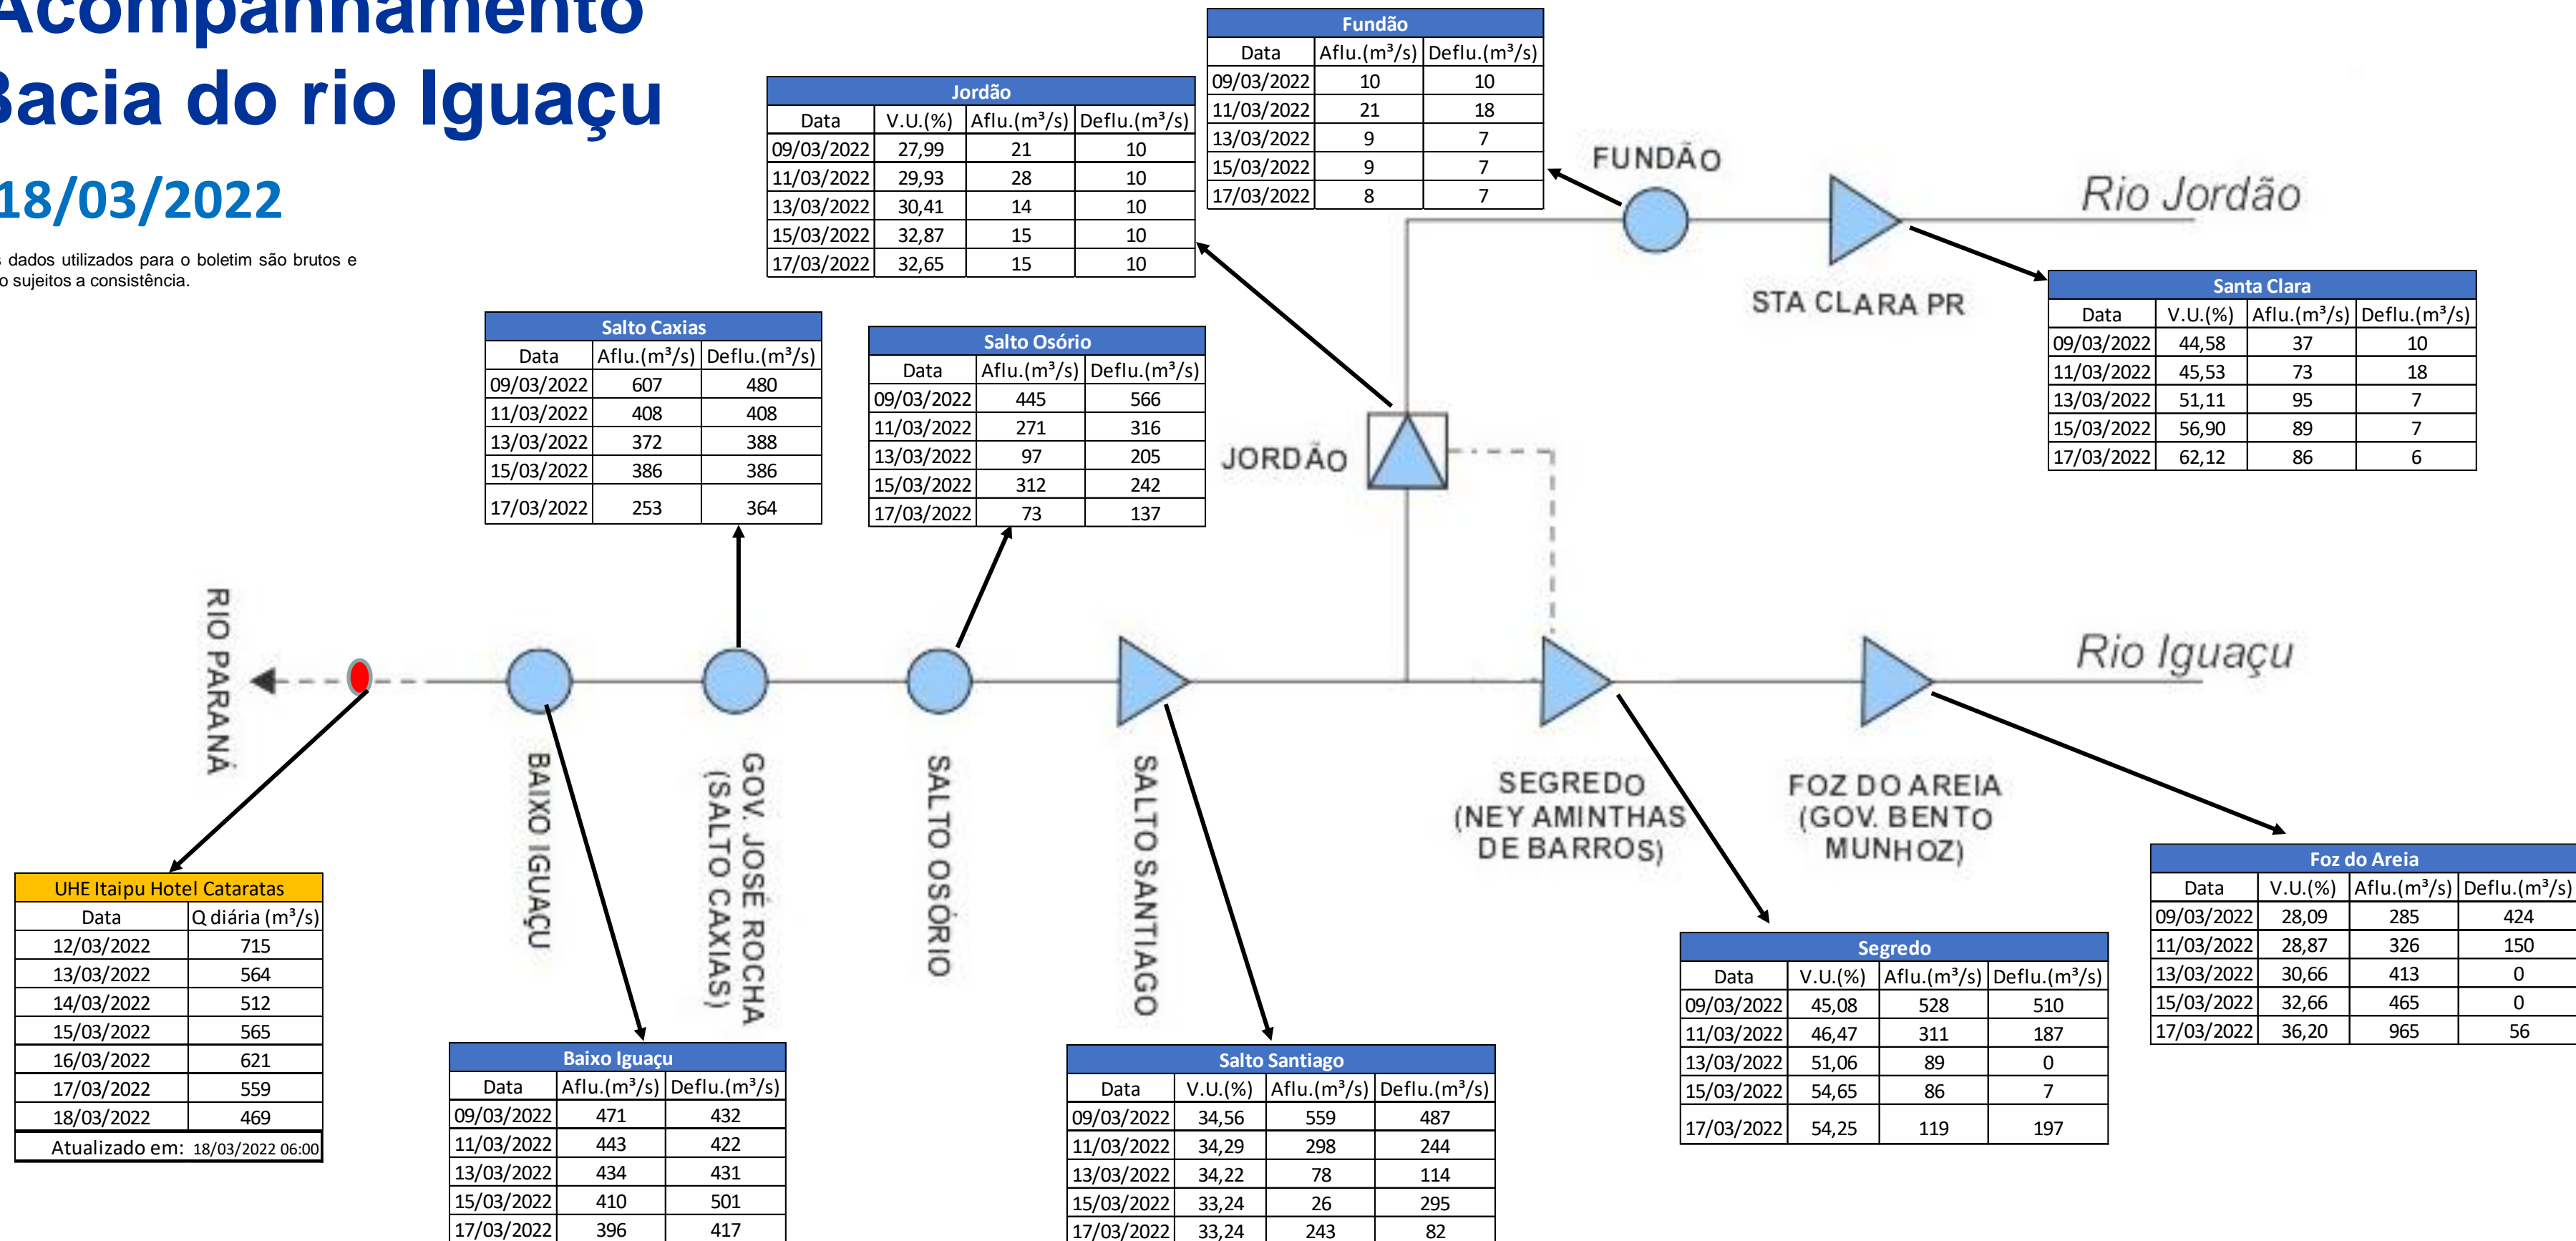 Acompanhamento
Bacia do rio Iguaçu
18/03/2022
s dados utilizados para o boletim são brutos e
o sujeitos a consistência.
Fundão
Data Aflu.(m³/s) Deflu.(m³/s)
09/03/2022 10 10
11/03/2022 21 18
13/03/2022 9 7
15/03/2022 9 7
17/03/2022 8 7
Jordão
Data V.U.(%) Aflu.(m³/s) Deflu.(m³/s)
09/03/2022 27,99 21 10
11/03/2022 29,93 28 10
13/03/2022 30,41 14 10
15/03/2022 32,87 15 10
17/03/2022 32,65 15 10
FUNDÃO
STA CLARA PR
Rio Jordão
Santa Clara
Data V.U.(%) Aflu.(m³/s) Deflu.(m³/s)
09/03/2022 44,58 37 10
11/03/2022 45,53 73 18
13/03/2022 51,11 95 7
15/03/2022 56,90 89 7
17/03/2022 62,12 86 6
Salto Caxias
Data Aflu.(m³/s) Deflu.(m³/s)
09/03/2022 607 480
11/03/2022 408 408
13/03/2022 372 388
15/03/2022 386 386
17/03/2022 253 364
Salto Osório
Data Aflu.(m³/s) Deflu.(m³/s)
09/03/2022 445 566
11/03/2022 271 316
13/03/2022 97 205
15/03/2022 312 242
17/03/2022 73 137
JORDÃO
RIO PARANÁ
Rio Iguaçu
BAIXO IGUAÇU
GOV. JOSÉ ROCHA
(SALTO CAXIAS)
SALTO OSÓRIO
SALTO SANTIAGO
SEGREDO
(NEY AMINTHAS
DE BARROS)
FOZ DO AREIA
(GOV. BENTO
MUNHOZ)
UHE Itaipu Hotel Cataratas
Data Q diária (m³/s)
12/03/2022 715
13/03/2022 564
14/03/2022 512
15/03/2022 565
16/03/2022 621
17/03/2022 559
18/03/2022 469
Atualizado em: 18/03/2022 06:00
Baixo Iguaçu
Data Aflu.(m³/s) Deflu.(m³/s)
09/03/2022 471 432
11/03/2022 443 422
13/03/2022 434 431
15/03/2022 410 501
17/03/2022 396 417
Salto Santiago
Data V.U.(%) Aflu.(m³/s) Deflu.(m³/s)
09/03/2022 34,56 559 487
11/03/2022 34,29 298 244
13/03/2022 34,22 78 114
15/03/2022 33,24 26 295
17/03/2022 33,24 243 82
Segredo
Data V.U.(%) Aflu.(m³/s) Deflu.(m³/s)
09/03/2022 45,08 528 510
11/03/2022 46,47 311 187
13/03/2022 51,06 89 0
15/03/2022 54,65 86 7
17/03/2022 54,25 119 197
Foz do Areia
Data V.U.(%) Aflu.(m³/s) Deflu.(m³/s)
09/03/2022 28,09 285 424
11/03/2022 28,87 326 150
13/03/2022 30,66 413 0
15/03/2022 32,66 465 0
17/03/2022 36,20 965 56